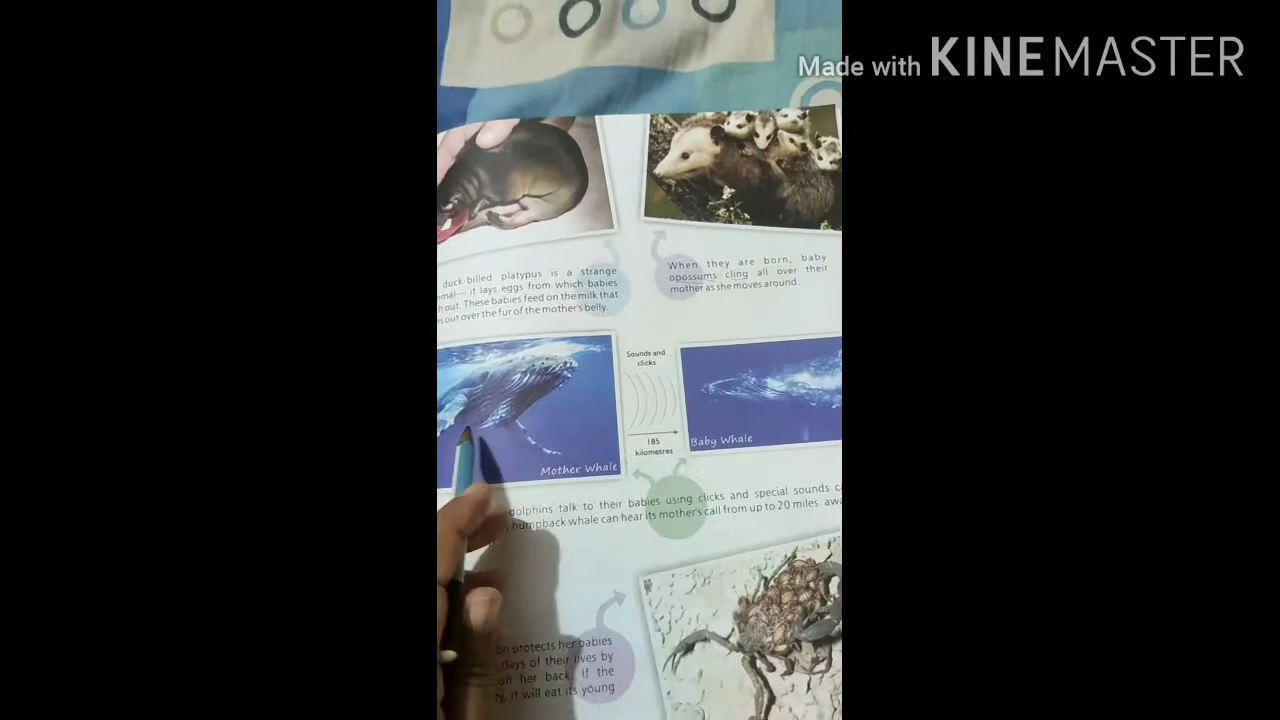 Made with KINEMASTER
duck-billed platypus is a strange
it lays eggs from which babies
out. These babies feed on the milk that
out over the fur of the mother's belly.
When they are born, baby
opossums cling all over their
mother as she moves around.
Sounds and
clicks
185
kilometres
Mother Whale
Baby Whale
dolphins talk to their babies using clicks and special sounds
humpback whale can hear its mother's call from up to 20 miles
protects her babies
days of their lives by
her back. If the
it will eat its young